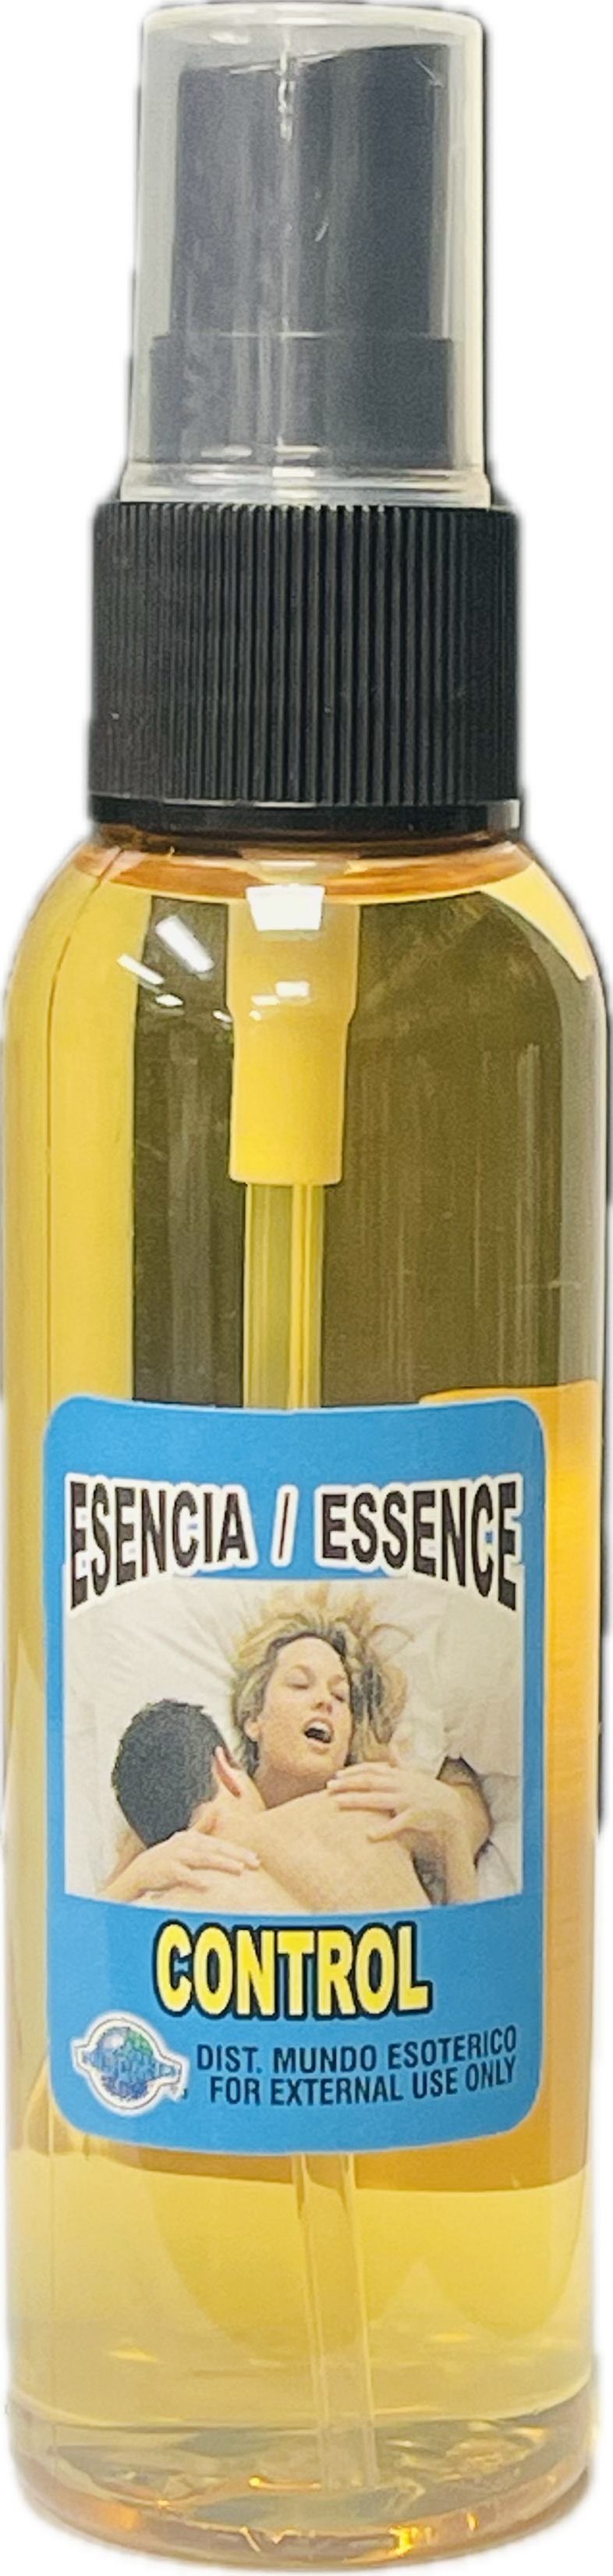 ESENCIA / ESSENCE
CONTROL
DIST. MUNDO ESOTERICO
FOR EXTERNAL USE ONLY